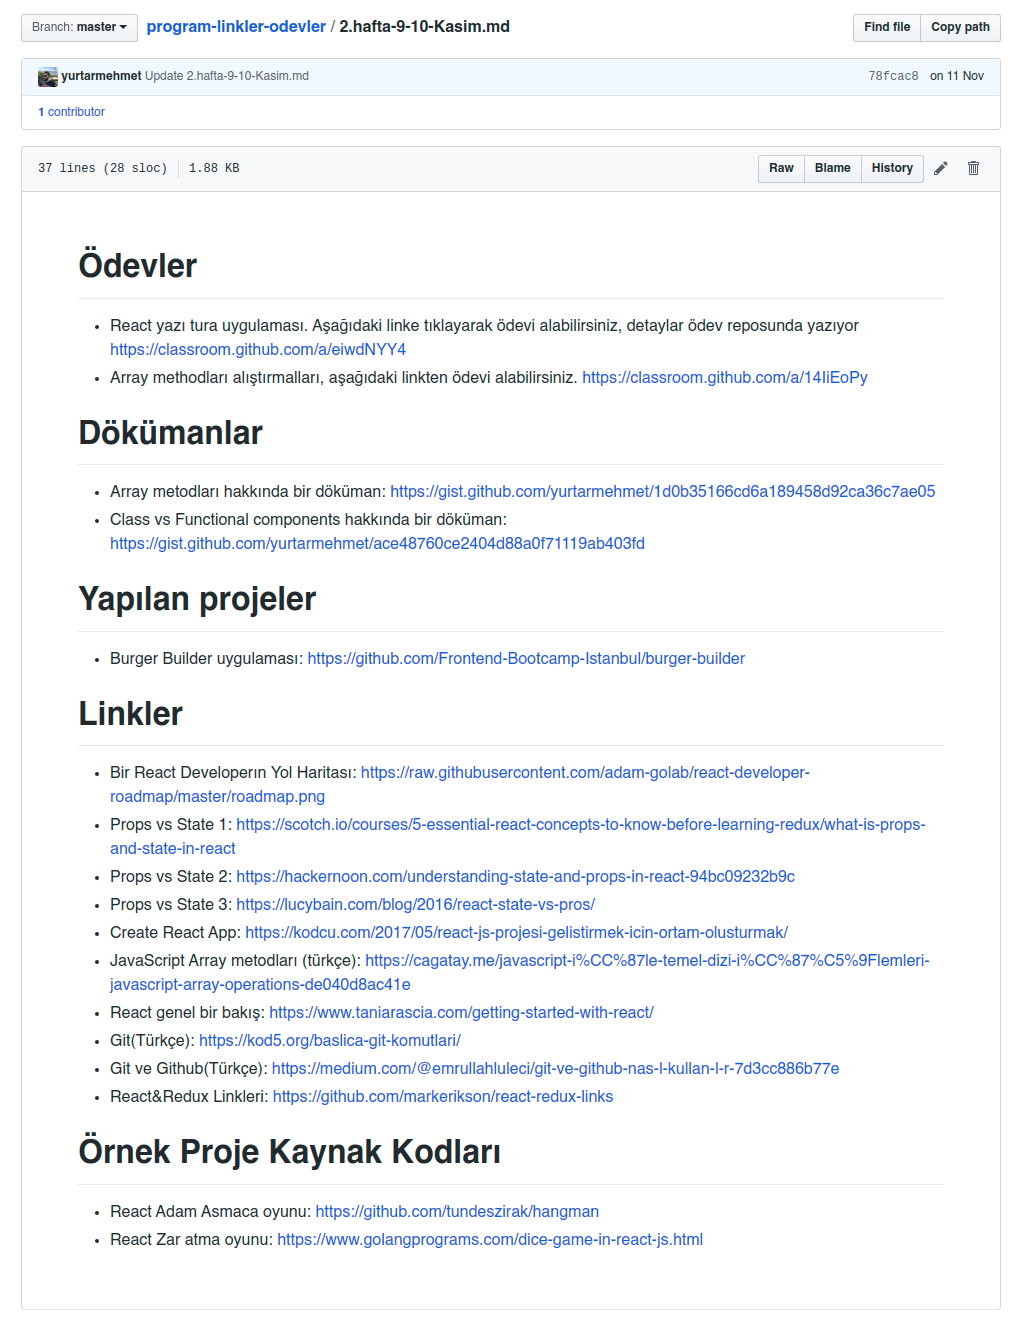 Branch: master
program-linkler-odevler / 2.hafta-9-10-Kasim.md
Find file
Copy path
yurtarmehmet Update 2.hafta-9-10-Kasim.md
78fcac8 on 11 Nov
1 contributor
37 lines (28 sloc) 1.88 KB
Raw
Blame
History
Ödevler
React yazı tura uygulaması. Aşağıdaki linke tıklayarak ödevi alabilirsiniz, detaylar ödev reposunda yazıyor
https://classroom.github.com/a/eiwdNYY4
Array methodları alıştırmalları, aşağıdaki linkten ödevi alabilirsiniz. https://classroom.github.com/a/14IiEoPy
Dökümanlar
Array metodları hakkında bir döküman: https://gist.github.com/yurtarmehmet/1d0b35166cd6a189458d92ca36c7ae05
Class vs Functional components hakkında bir döküman:
https://gist.github.com/yurtarmehmet/ace48760ce2404d88a0f71119ab403fd
Yapılan projeler
Burger Builder uygulaması: https://github.com/Frontend-Bootcamp-Istanbul/burger-builder
Linkler
Bir React Developerın Yol Haritası: https://raw.githubusercontent.com/adam-golab/react-developer-
roadmap/master/roadmap.png
Props vs State 1: https://scotch.io/courses/5-essential-react-concepts-to-know-before-learning-redux/what-is-props-
and-state-in-react
Props vs State 2: https://hackernoon.com/understanding-state-and-props-in-react-94bc09232b9c
Props vs State 3: https://lucybain.com/blog/2016/react-state-vs-pros/
Create React App: https://kodcu.com/2017/05/react-js-projesi-gelistirmek-icin-ortam-olusturmak/
JavaScript Array metodları (türkçe): https://cagatay.me/javascript-i%CC%87le-temel-dizi-i%CC%87%C5%9Flemleri-
javascript-array-operations-de040d8ac41e
React genel bir bakış: https://www.taniarascia.com/getting-started-with-react/
Git(Türkçe): https://kod5.org/baslica-git-komutlari/
Git ve Github(Türkçe): https://medium.com/@emrullahluleci/git-ve-github-nas-l-kullan-l-r-7d3cc886b77e
React&Redux Linkleri: https://github.com/markerikson/react-redux-links
Örnek Proje Kaynak Kodları
React Adam Asmaca oyunu: https://github.com/tundeszirak/hangman
React Zar atma oyunu: https://www.golangprograms.com/dice-game-in-react-js.html